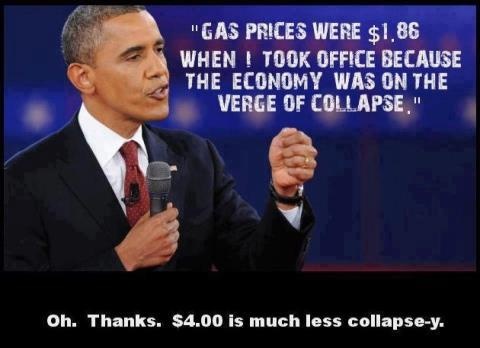 "GAS PRICES WERE $1.86
WHEN I TOOK OFFICE BECAUSE
THE ECONOMY WAS ON THE
VERGE OF COLLAPSE."
Oh. Thanks. $4.00 is much less collapse-y.